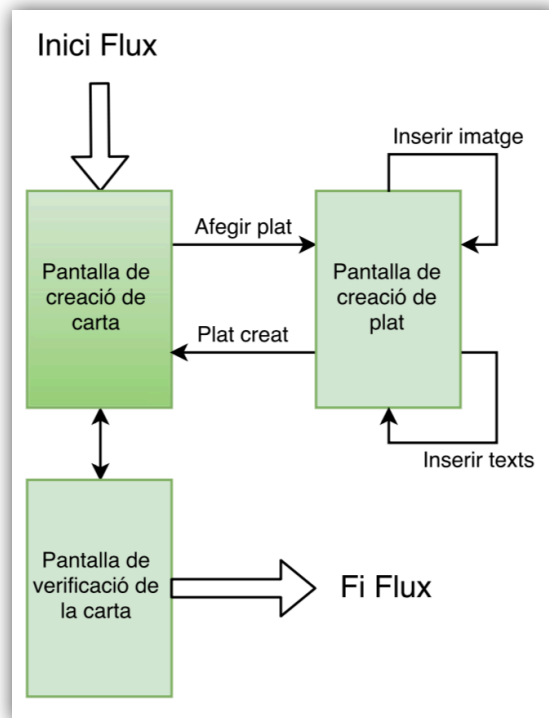 Inici Flux
Inserir imatge
Afegir plat
Pantalla de
creació de
carta
Pantalla de
creació de
plat
Plat creat
Inserir texts
Pantalla de
verificació de
la carta
Fi Flux